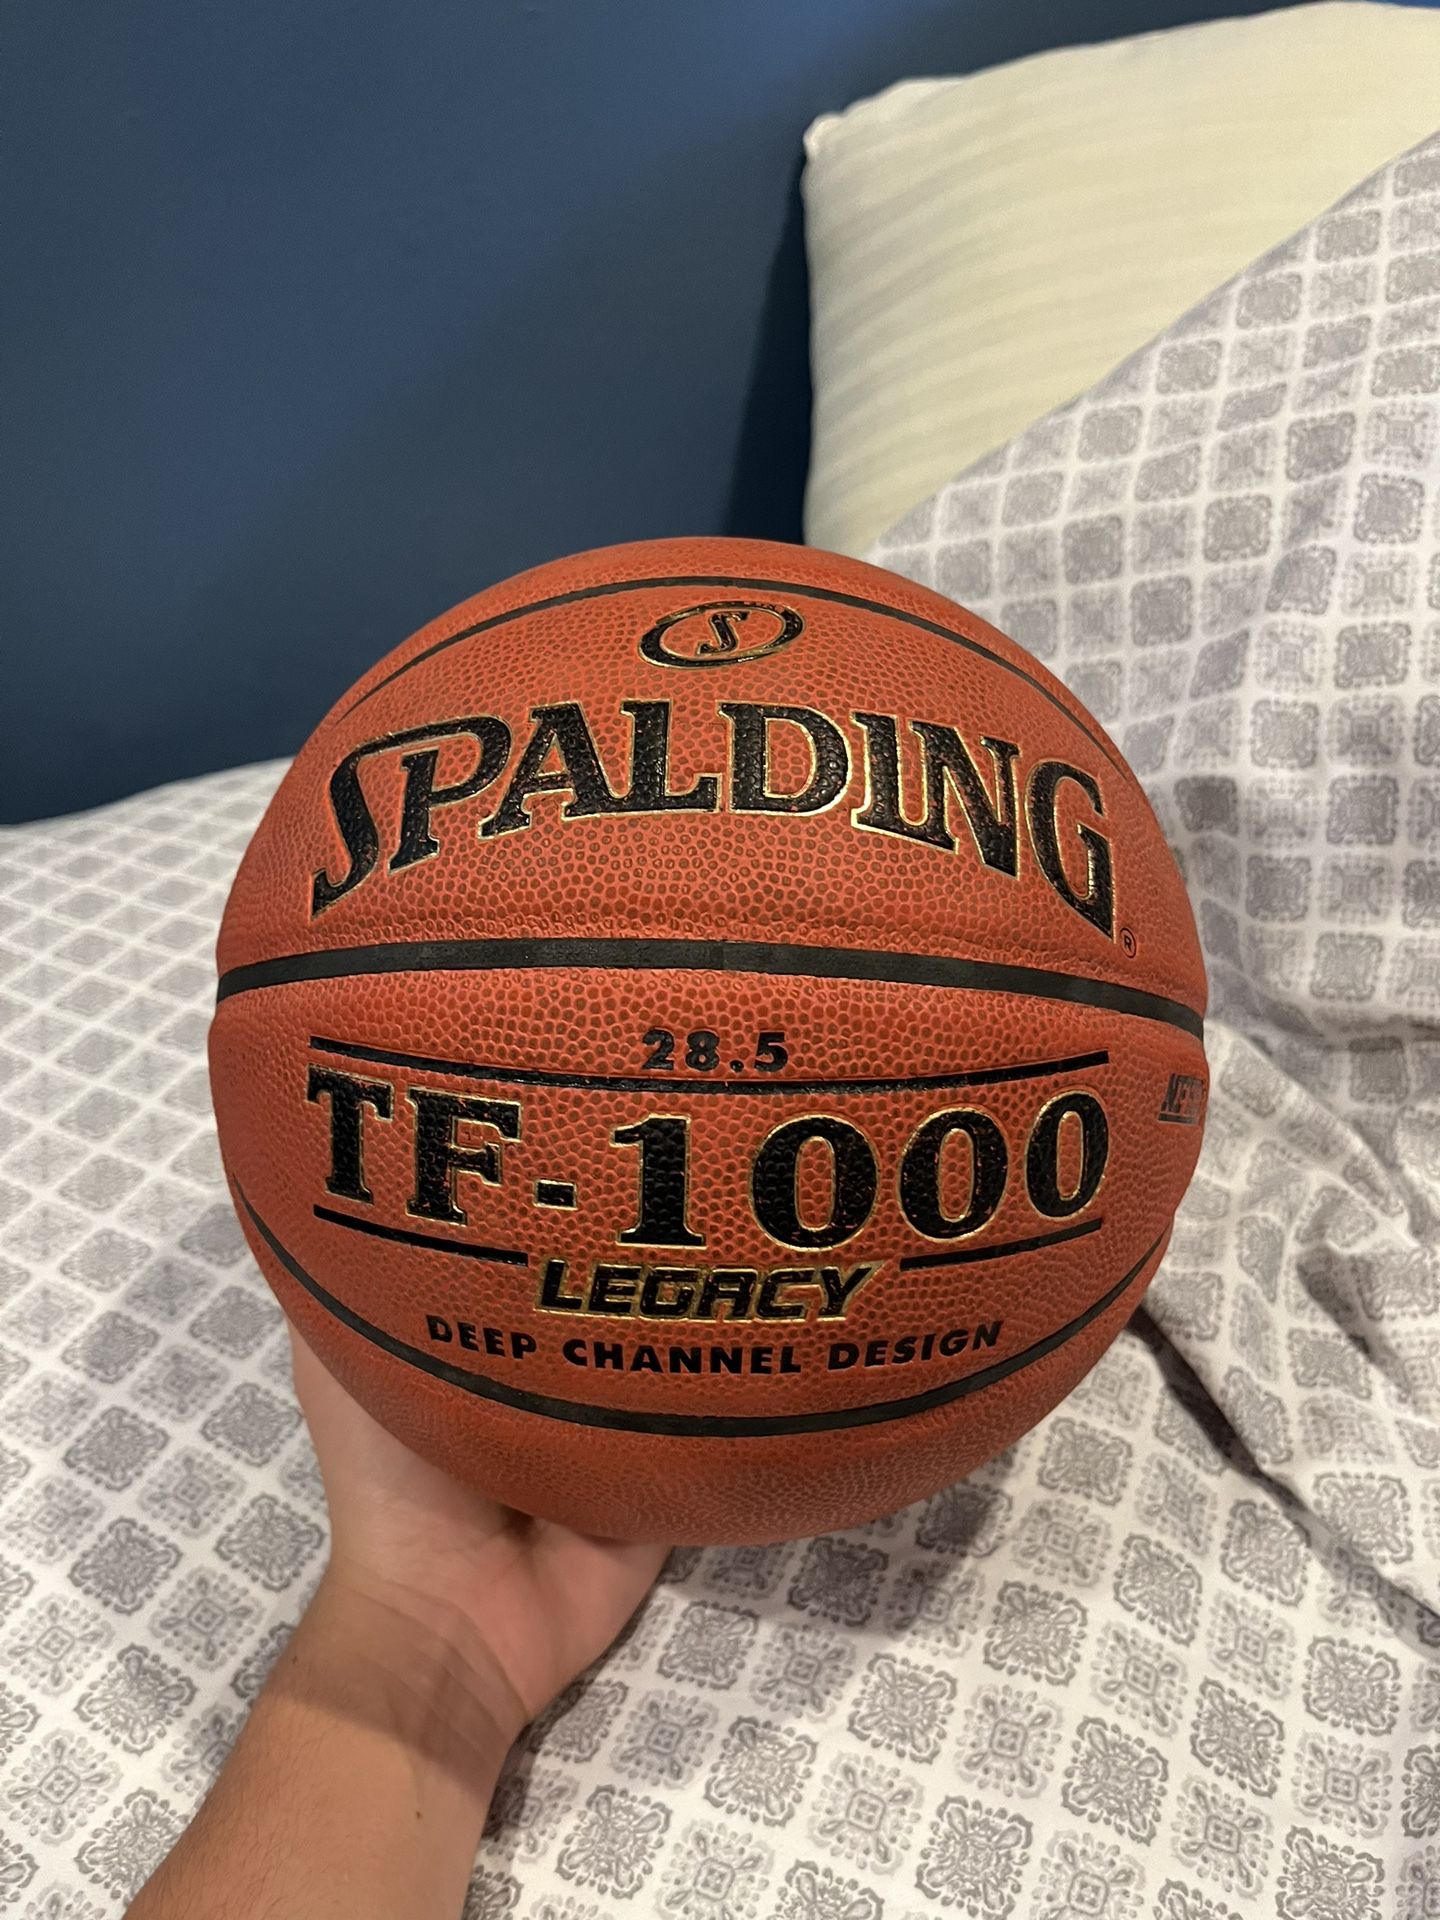 S
SPALDING®
28.5
TF-1000
LEGACY
DEEP CHANNEL DESIGN